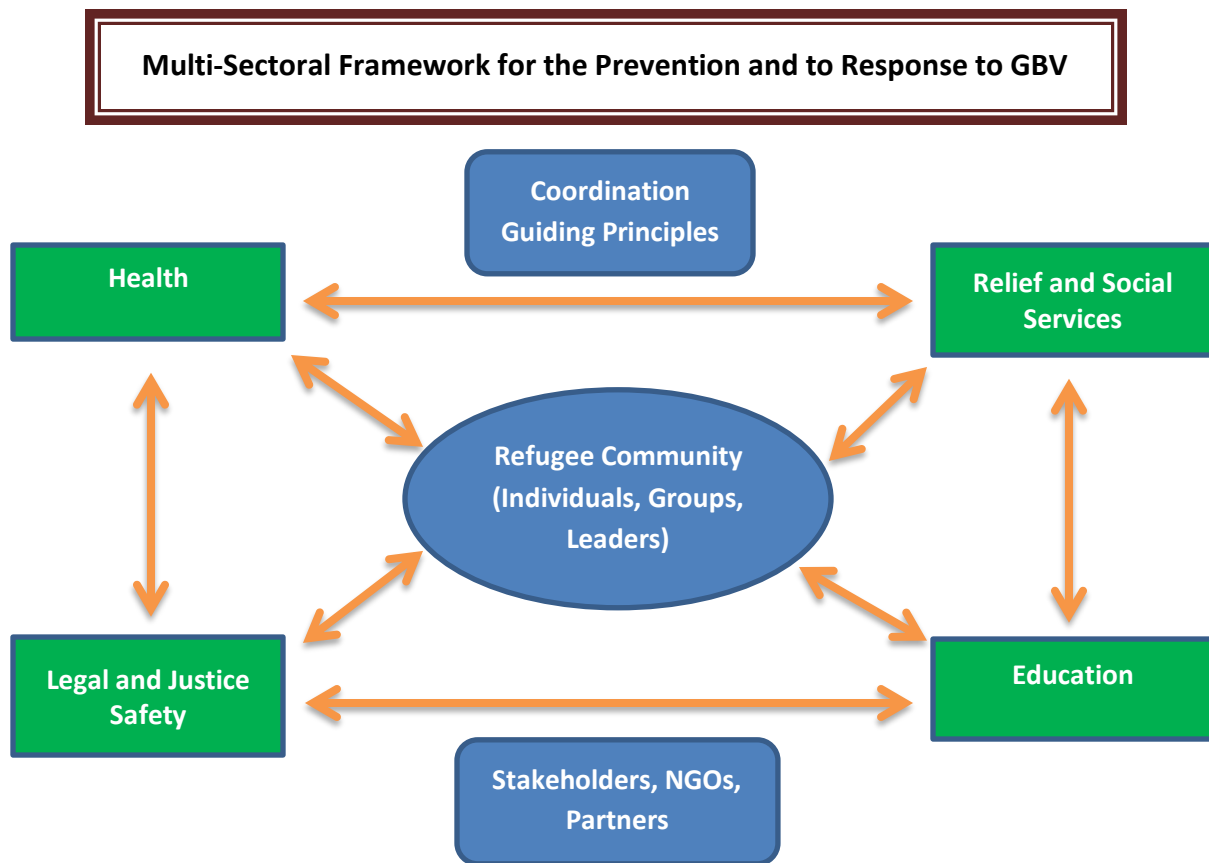 Multi-Sectoral Framework for the Prevention and to Response to GBV
Coordination
Guiding Principles
Health
Relief and Social
Services
Refugee Community
(Individuals, Groups,
Leaders)
Legal and Justice
Safety
Education
Stakeholders, NGOs,
Partners